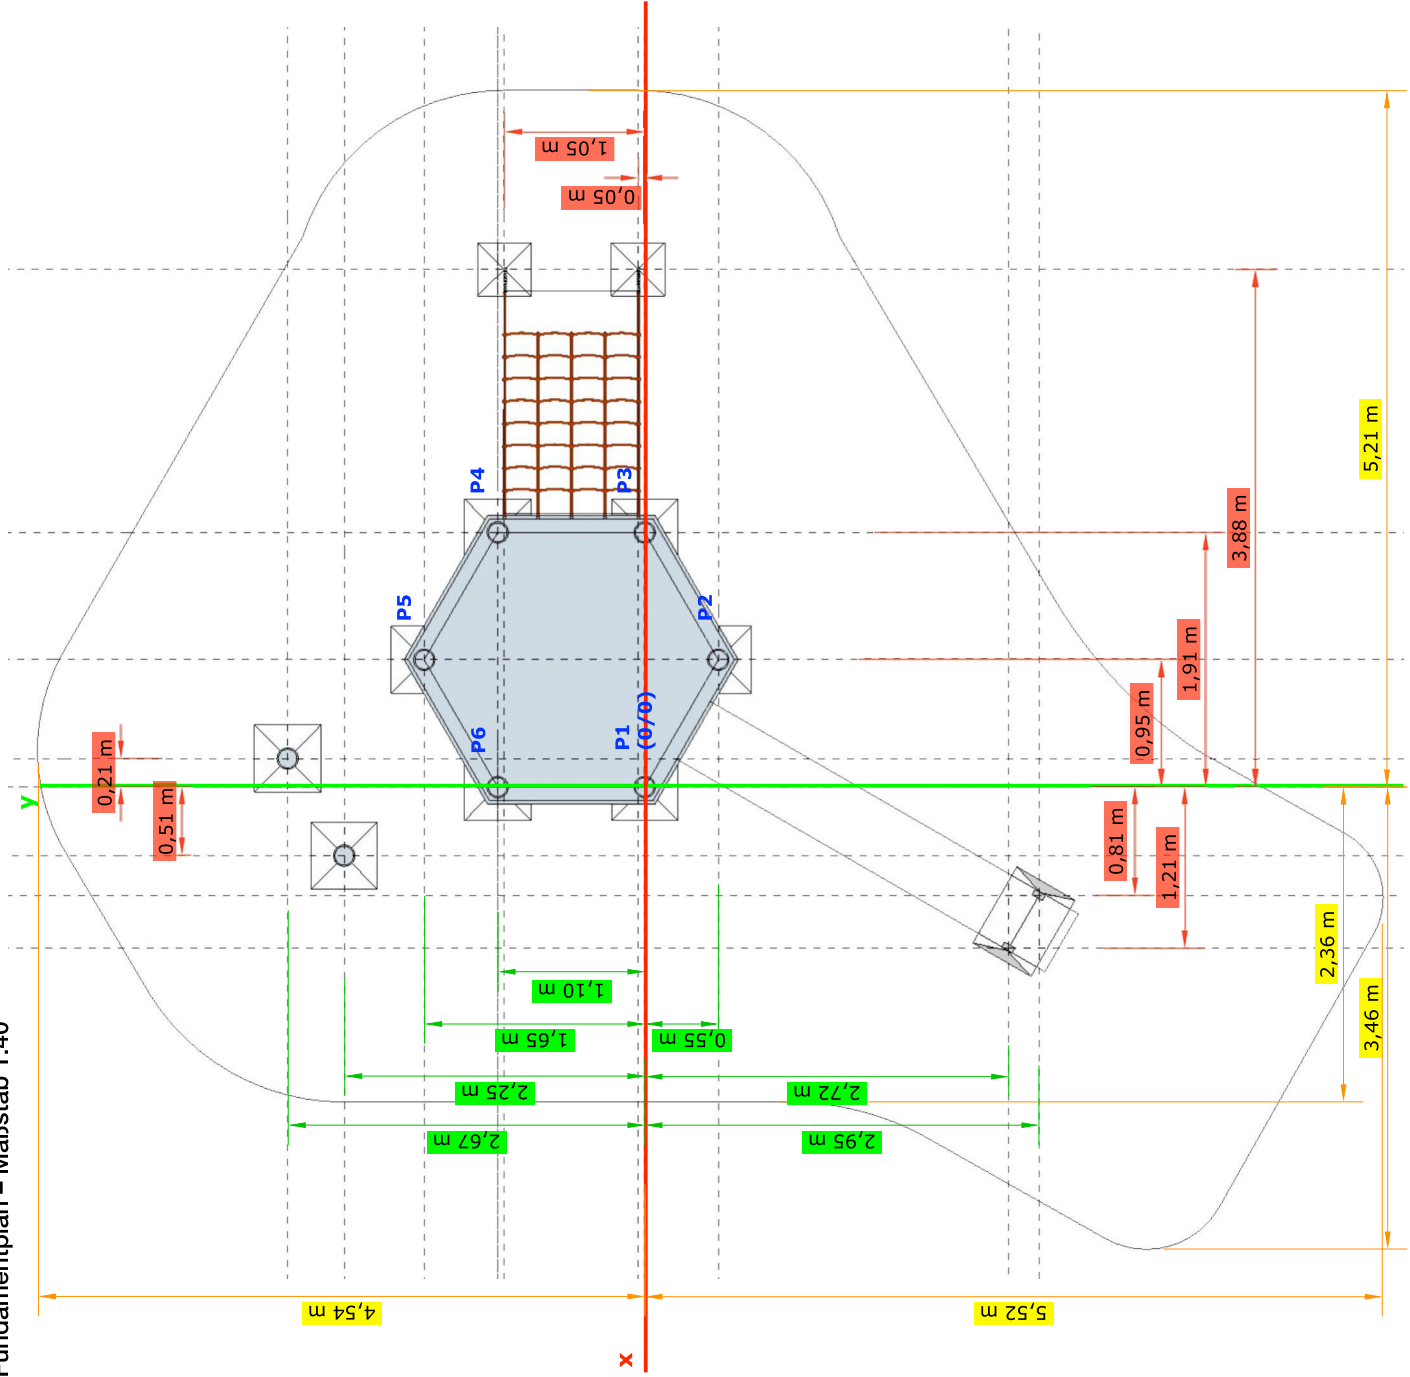 Fundamentplan - Maßstab 1:40
y
x
P4
P3
P5
P2
P6
P1
(0/0)
1,05 m
0,05 m
0,21 m
0,51 m
5,21 m
3,88 m
1,91 m
0,95 m
0,81 m
1,21 m
2,36 m
3,46 m
1,10 m
1,65 m
0,55 m
2,25 m
2,72 m
2,67 m
2,95 m
4,54 m
5,52 m